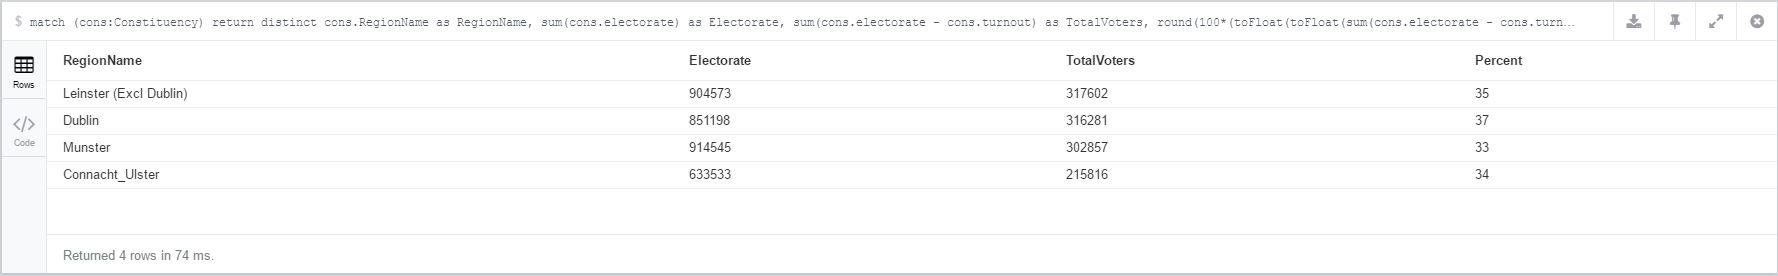 $ match (cons:Constituency) return distinct cons.RegionName as RegionName, sum(cons.electorate) as Electorate, sum(cons.electorate - cons.turnout) as TotalVoters, round(100*(toFloat(toFloat(sum(cons.electorate - cons.turn...
Rows
Code
RegionName Electorate TotalVoters Percent
Leinster (Excl Dublin) 904573 317602 35
Dublin 851198 316281 37
Munster 914545 302857 33
Connacht_Ulster 633533 215816 34
Returned 4 rows in 74 ms.